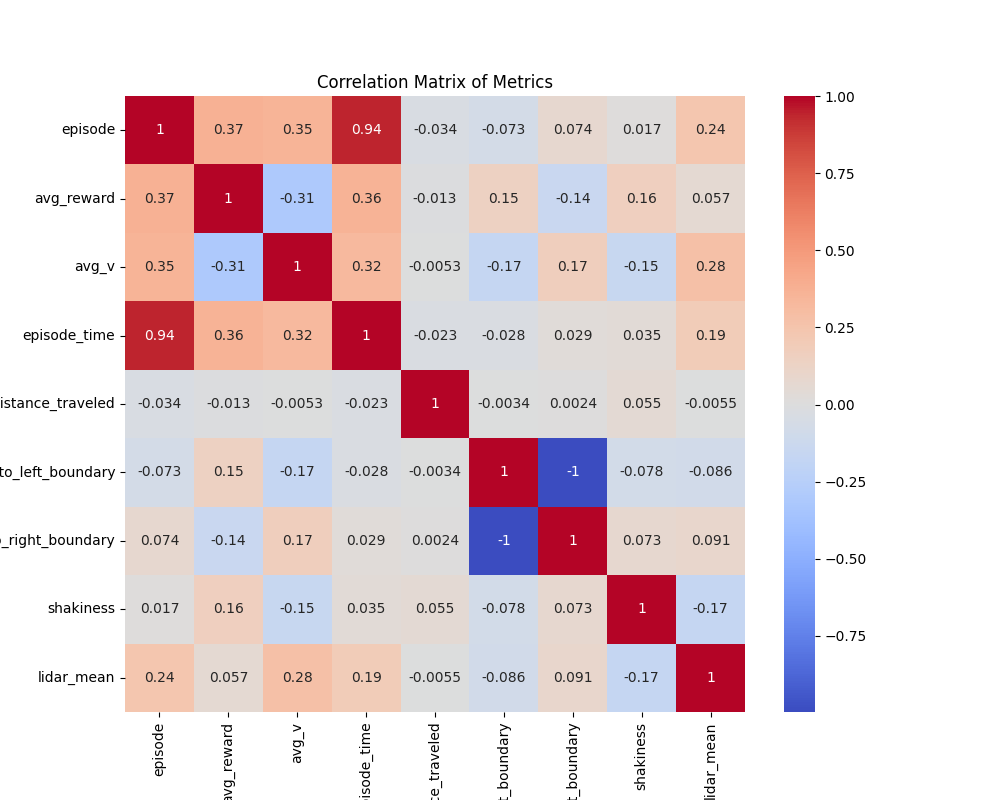 Correlation Matrix of Metrics
episode 1 0.37 0.35 0.94 -0.034 -0.073 0.074 0.017 0.24
avg_reward 0.37 1 -0.31 0.36 -0.013 0.15 -0.14 0.16 0.057
avg_v 0.35 -0.31 1 0.32 -0.0053 -0.17 0.17 -0.15 0.28
episode_time 0.94 0.36 0.32 1 -0.023 -0.028 0.029 0.035 0.19
istance_traveled -0.034 -0.013 -0.0053 -0.023 1 -0.0034 0.0024 0.055 -0.0055
to_left_boundary -0.073 0.15 -0.17 -0.028 -0.0034 1 -1 -0.078 -0.086
o_right_boundary 0.074 -0.14 0.17 0.029 0.0024 -1 1 0.073 0.091
shakiness 0.017 0.16 -0.15 0.035 0.055 -0.078 0.073 1 -0.17
lidar_mean 0.24 0.057 0.28 0.19 -0.0055 -0.086 0.091 -0.17 1
episode
avg_reward
avg_v
isode_time
ce_traveled
t_boundary
t_boundary
shakiness
lidar_mean
1.00
0.75
0.50
0.25
0.00
−0.25
−0.50
−0.75